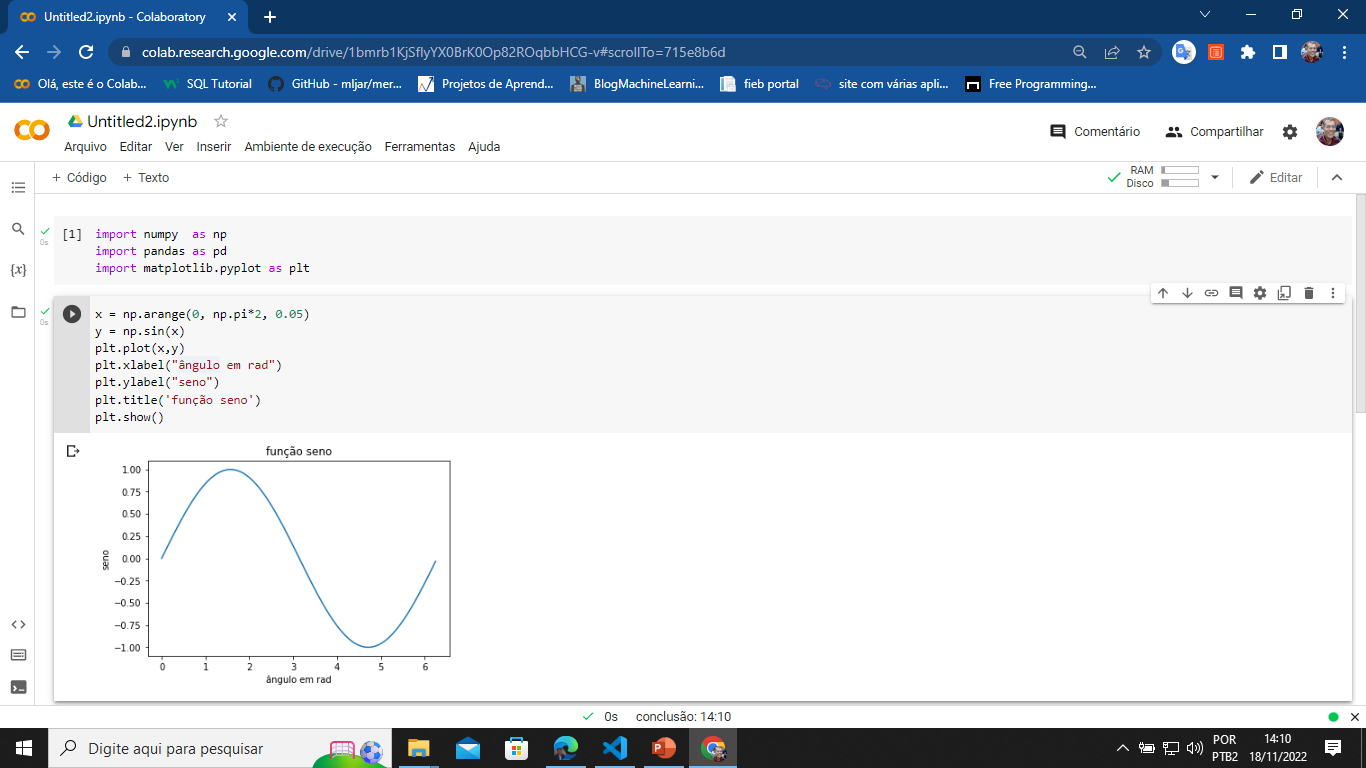 Untitled2.ipynb - Colaboratory
colab.research.google.com/drive/1bmrb1KjSflyYX0BrK0Op82ROqbbHCG-v#scrollTo=715e8b6d
Olá, este é o Colab...
SQL Tutorial
GitHub - mljar/mer...
Projetos de Aprend...
BlogMachineLearni...
fieb portal
site com várias apli...
Free Programming...
Untitled2.ipynb
Comentário
Compartilhar
Arquivo Editar Ver Inserir Ambiente de execução Ferramentas Ajuda
+ Código + Texto
RAM
Disco
Editar
0s
[1] import numpy  as np
import pandas as pd
import matplotlib.pyplot as plt
0s
x = np.arange(0, np.pi*2, 0.05)
y = np.sin(x)
plt.plot(x,y)
plt.xlabel("ângulo em rad")
plt.ylabel("seno")
plt.title('função seno')
plt.show()
função seno
1.00
0.75
0.50
0.25
0.00
−0.25
−0.50
−0.75
−1.00
seno
0 1 2 3 4 5 6
ângulo em rad
0s conclusão: 14:10
Digite aqui para pesquisar
POR
PTB2
14:10
18/11/2022